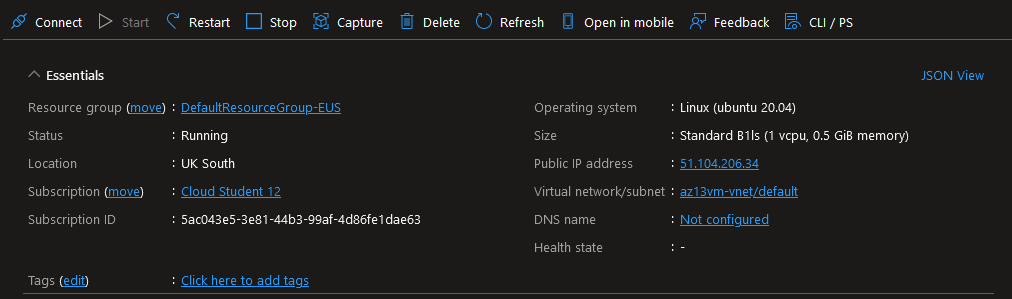 Connect Start Restart Stop Capture Delete Refresh Open in mobile Feedback CLI / PS
Essentials JSON View
Resource group (move) : DefaultResourceGroup-EUS
Status : Running
Location : UK South
Subscription (move) : Cloud Student 12
Subscription ID : 5ac043e5-3e81-44b3-99af-4d86fe1dae63
Operating system : Linux (ubuntu 20.04)
Size : Standard B1ls (1 vcpu, 0.5 GiB memory)
Public IP address : 51.104.206.34
Virtual network/subnet : az13vm-vnet/default
DNS name : Not configured
Health state : -
Tags (edit) : Click here to add tags